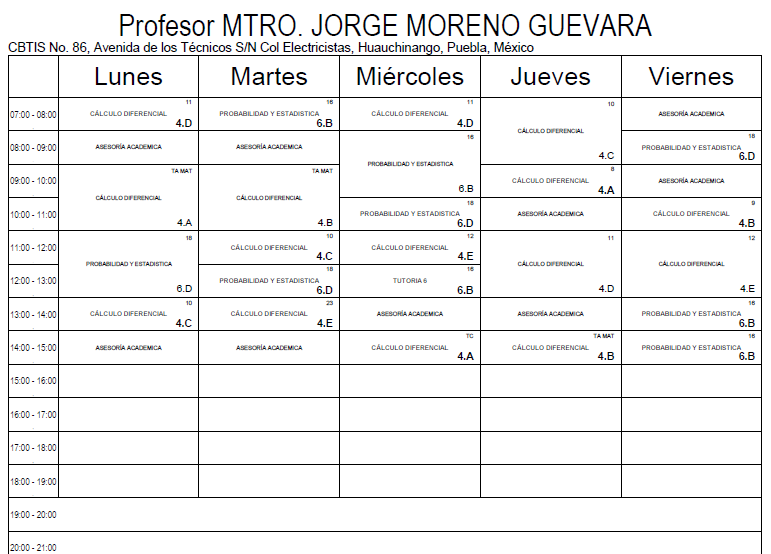 Profesor MTRO. JORGE MORENO GUEVARA
CBTIS No. 86, Avenida de los Técnicos S/N Col Electricistas, Huauchinango, Puebla, México
Lunes Martes Miércoles Jueves Viernes
07:00 - 08:00
11
CÁLCULO DIFERENCIAL
4.D
16
PROBABILIDAD Y ESTADISTICA
6.B
11
CÁLCULO DIFERENCIAL
4.D
10
CÁLCULO DIFERENCIAL
4.C
ASESORÍA ACADEMICA
08:00 - 09:00
ASESORÍA ACADEMICA
ASESORÍA ACADEMICA
16
PROBABILIDAD Y ESTADISTICA
6.B
18
PROBABILIDAD Y ESTADISTICA
6.D
09:00 - 10:00
TA MAT
CÁLCULO DIFERENCIAL
4.A
TA MAT
CÁLCULO DIFERENCIAL
4.B
8
CÁLCULO DIFERENCIAL
4.A
ASESORÍA ACADEMICA
10:00 - 11:00
18
PROBABILIDAD Y ESTADISTICA
6.D
ASESORÍA ACADEMICA
9
CÁLCULO DIFERENCIAL
4.B
11:00 - 12:00
18
PROBABILIDAD Y ESTADISTICA
6.D
10
CÁLCULO DIFERENCIAL
4.C
12
CÁLCULO DIFERENCIAL
4.E
11
CÁLCULO DIFERENCIAL
4.D
12
CÁLCULO DIFERENCIAL
4.E
12:00 - 13:00
18
PROBABILIDAD Y ESTADISTICA
6.D
16
TUTORIA 6
6.B
13:00 - 14:00
10
CÁLCULO DIFERENCIAL
4.C
23
CÁLCULO DIFERENCIAL
4.E
ASESORÍA ACADEMICA
ASESORÍA ACADEMICA
16
PROBABILIDAD Y ESTADISTICA
6.B
14:00 - 15:00
ASESORÍA ACADEMICA
ASESORÍA ACADEMICA
TC
CÁLCULO DIFERENCIAL
4.A
TA MAT
CÁLCULO DIFERENCIAL
4.B
16
PROBABILIDAD Y ESTADISTICA
6.B
15:00 - 16:00
16:00 - 17:00
17:00 - 18:00
18:00 - 19:00
19:00 - 20:00
20:00 - 21:00